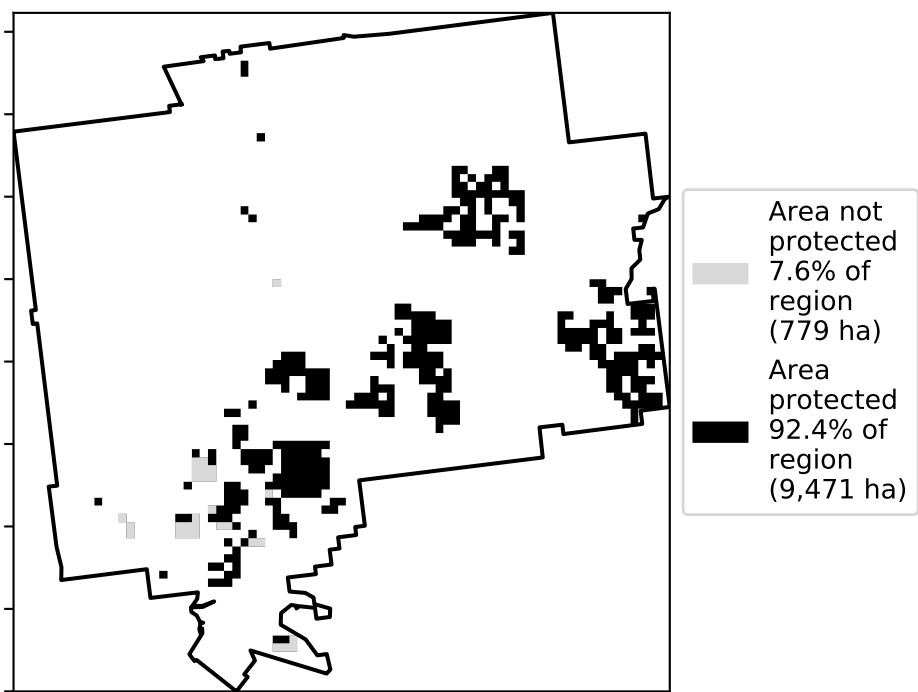 Area not
protected
7.6% of
region
(779 ha)
Area
protected
92.4% of
region
(9,471 ha)